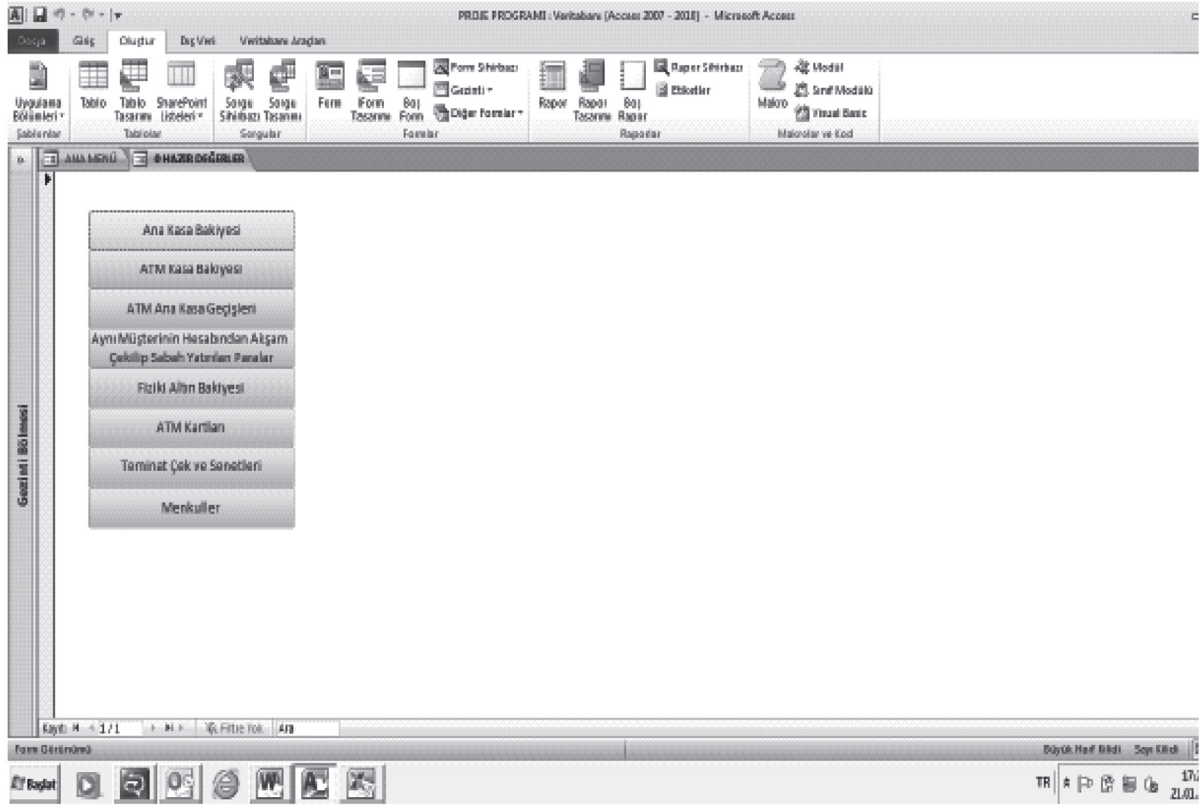 PROJE PROGRAMI : Veritabanı (Access 2007 - 2010) - Microsoft Access
Dosya Giriş Oluştur Dış Veri Veritabanı Araçları
Uygulama Bölümleri
Tablo
Tablo Tasarımı
SharePoint Listeleri
Sorgu Sihirbazı
Sorgu Tasarımı
Form
Form Tasarımı
Boş Form
Form Sihirbazı
Gezinti
Diğer Formlar
Rapor
Rapor Tasarımı
Boş Rapor
Rapor Sihirbazı
Etiketler
Makro
Modül
Sınıf Modülü
Visual Basic
Şablonlar Tablolar Sorgular Formlar Raporlar Makrolar ve Kod
ANA MENÜ
HAZIR DEĞERLER
Ana Kasa Bakiyesi
ATM Kasa Bakiyesi
ATM Ana Kasa Geçişleri
Aynı Müşterinin Hesabından Akşam
Çekilip Sabah Yatırılan Paralar
Fiziki Altın Bakiyesi
ATM Kartları
Teminat Çek ve Senetleri
Menkuller
Gezinti Bölmesi
Kayıt: 1 / 1 Filtre Yok Ara
Form Görünümü
Büyük Harf Kilidi Sayı Kilidi
Başlat
TR